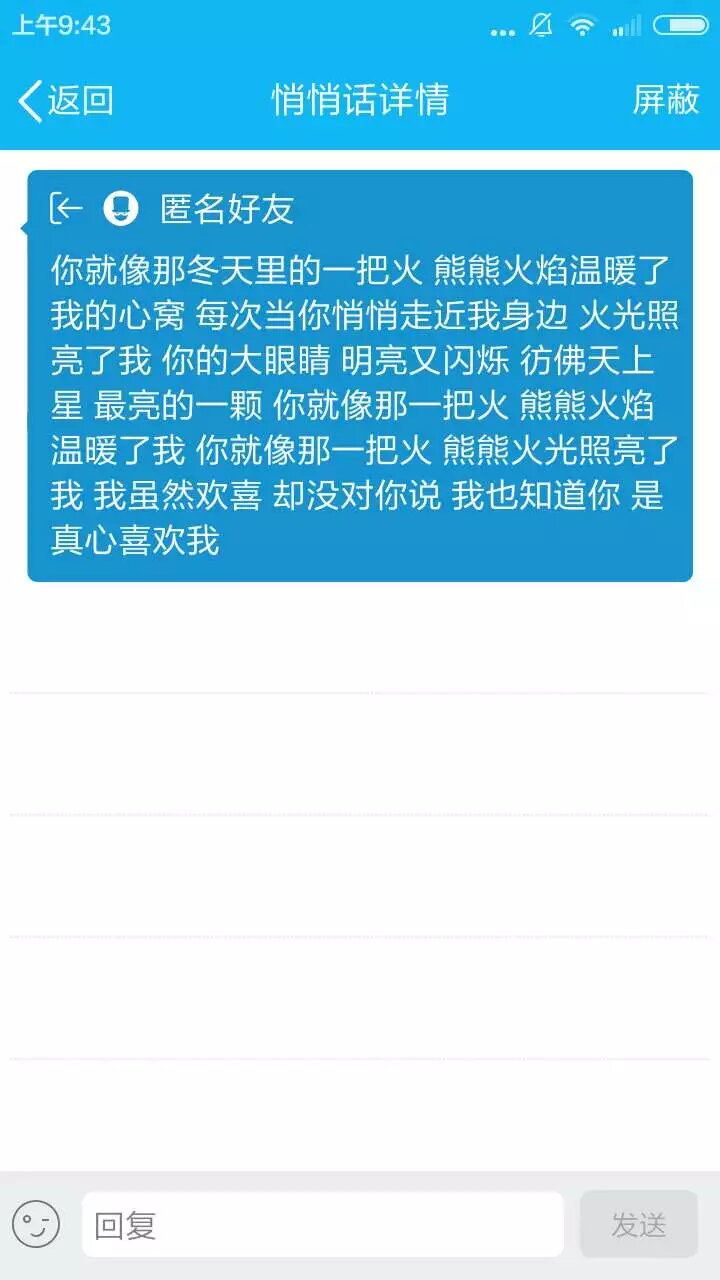 上午9:43
返回
悄悄话详情
屏蔽
匿名好友
你就像那冬天里的一把火 熊熊火焰温暖了
我的心窝 每次当你悄悄走近我身边 火光照
亮了我 你的大眼睛 明亮又闪烁 彷佛天上
星 最亮的一颗 你就像那一把火 熊熊火焰
温暖了我 你就像那一把火 熊熊火光照亮了
我 我虽然欢喜 却没对你说 我也知道你 是
真心喜欢我
回复
发送